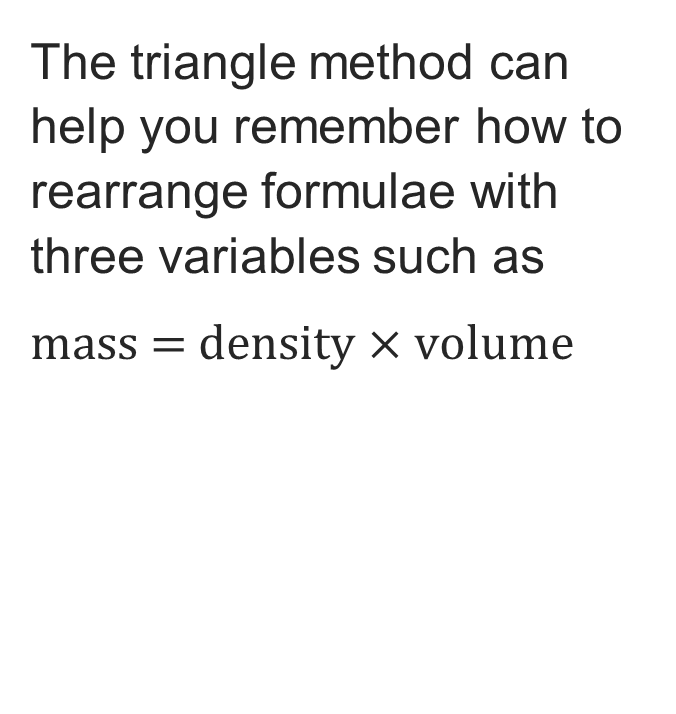 The triangle method can
help you remember how to
rearrange formulae with
three variables such as
mass = density × volume